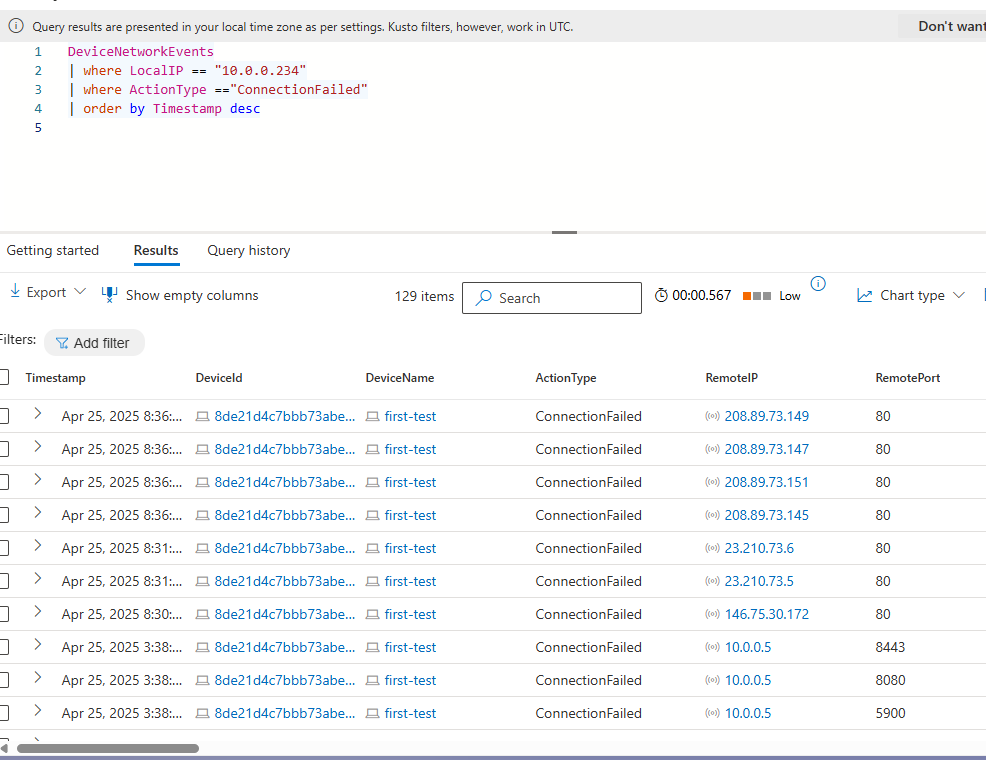 Query results are presented in your local time zone as per settings. Kusto filters, however, work in UTC. Don't want
1 DeviceNetworkEvents
2 | where LocalIP == "10.0.0.234"
3 | where ActionType =="ConnectionFailed"
4 | order by Timestamp desc
5
Getting started Results Query history
Export Show empty columns 129 items Search 00:00.567 Low Chart type
Filters: Add filter
Timestamp DeviceId DeviceName ActionType RemoteIP RemotePort
Apr 25, 2025 8:36:... 8de21d4c7bbb73abe... first-test ConnectionFailed 208.89.73.149 80
Apr 25, 2025 8:36:... 8de21d4c7bbb73abe... first-test ConnectionFailed 208.89.73.147 80
Apr 25, 2025 8:36:... 8de21d4c7bbb73abe... first-test ConnectionFailed 208.89.73.151 80
Apr 25, 2025 8:36:... 8de21d4c7bbb73abe... first-test ConnectionFailed 208.89.73.145 80
Apr 25, 2025 8:31:... 8de21d4c7bbb73abe... first-test ConnectionFailed 23.210.73.6 80
Apr 25, 2025 8:31:... 8de21d4c7bbb73abe... first-test ConnectionFailed 23.210.73.5 80
Apr 25, 2025 8:30:... 8de21d4c7bbb73abe... first-test ConnectionFailed 146.75.30.172 80
Apr 25, 2025 3:38:... 8de21d4c7bbb73abe... first-test ConnectionFailed 10.0.0.5 8443
Apr 25, 2025 3:38:... 8de21d4c7bbb73abe... first-test ConnectionFailed 10.0.0.5 8080
Apr 25, 2025 3:38:... 8de21d4c7bbb73abe... first-test ConnectionFailed 10.0.0.5 5900